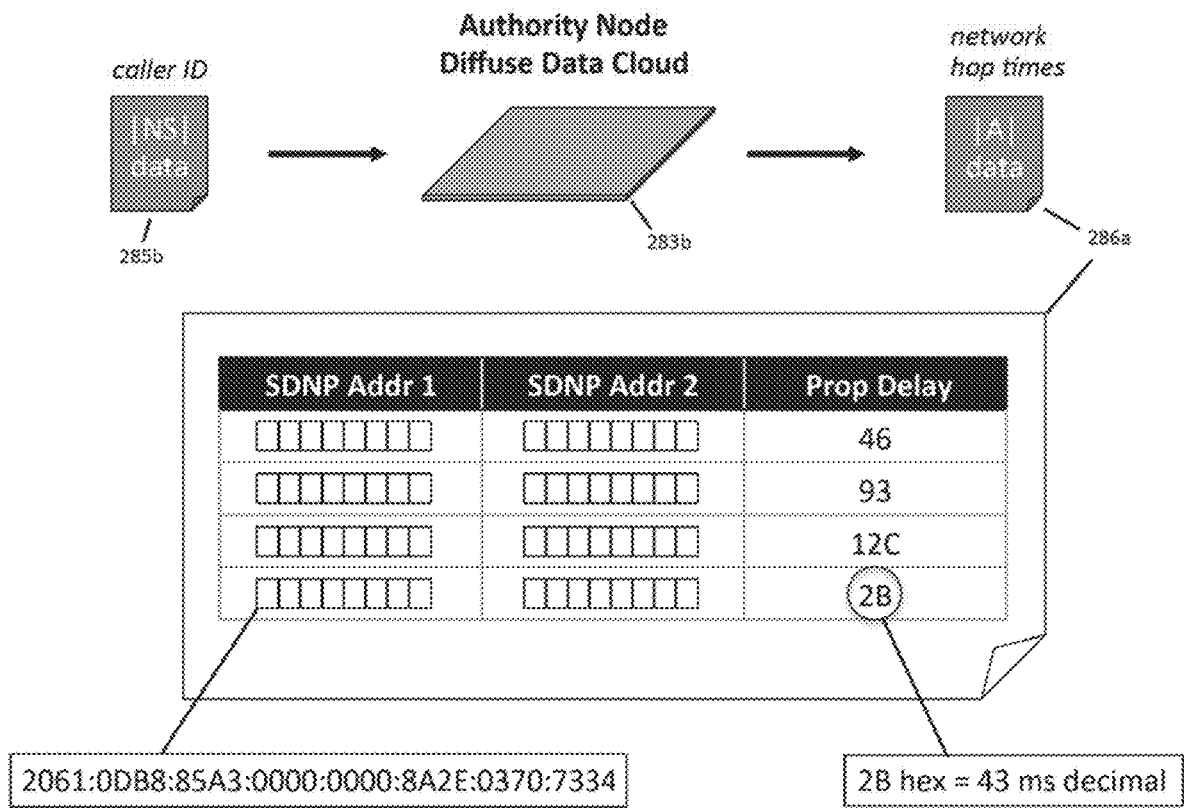 Authority Node
Diffuse Data Cloud
caller ID
network
hop times
|NS|
data
|A|
data
285b
283b
286a
SDNP Addr 1 SDNP Addr 2 Prop Delay
46
93
12C
2B
2061:0DB8:85A3:0000:0000:8A2E:0370:7334
2B hex = 43 ms decimal